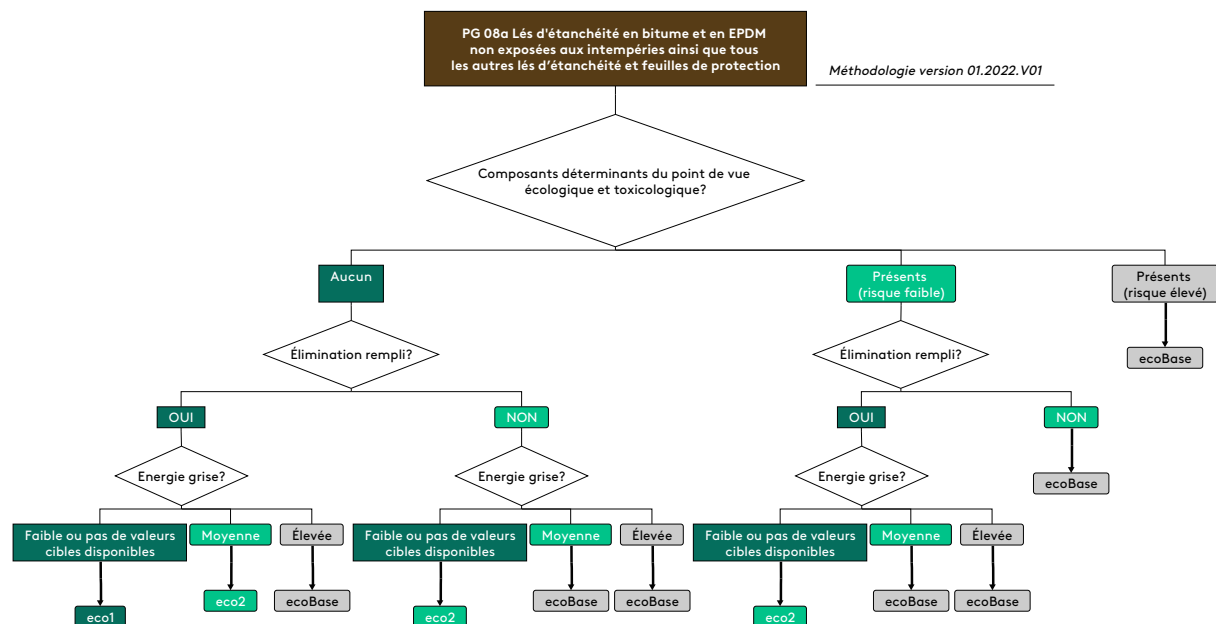 PG 08a Lés d'étanchéité en bitume et en EPDM
non exposées aux intempéries ainsi que tous
les autres lés d’étanchéité et feuilles de protection
Méthodologie version 01.2022.V01
Composants déterminants du point de vue
écologique et toxicologique?
Aucun
Présents
(risque faible)
Présents
(risque élevé)
Élimination rempli?
Élimination rempli?
ecoBase
OUI
NON
OUI
NON
Energie grise?
Energie grise?
Energie grise?
ecoBase
Faible ou pas de valeurs
cibles disponibles
Moyenne
Élevée
Faible ou pas de valeurs
cibles disponibles
Moyenne
Élevée
Faible ou pas de valeurs
cibles disponibles
Moyenne
Élevée
eco1
eco2
ecoBase
eco2
ecoBase
ecoBase
eco2
ecoBase
ecoBase